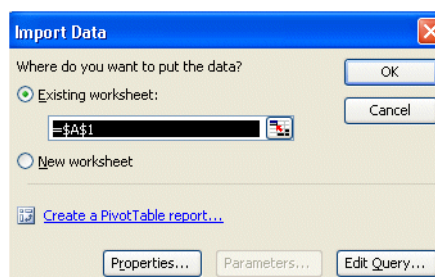 Import Data
Where do you want to put the data?
Existing worksheet:
=$A$1
New worksheet
Create a PivotTable report...
OK
Cancel
Properties...
Parameters...
Edit Query...